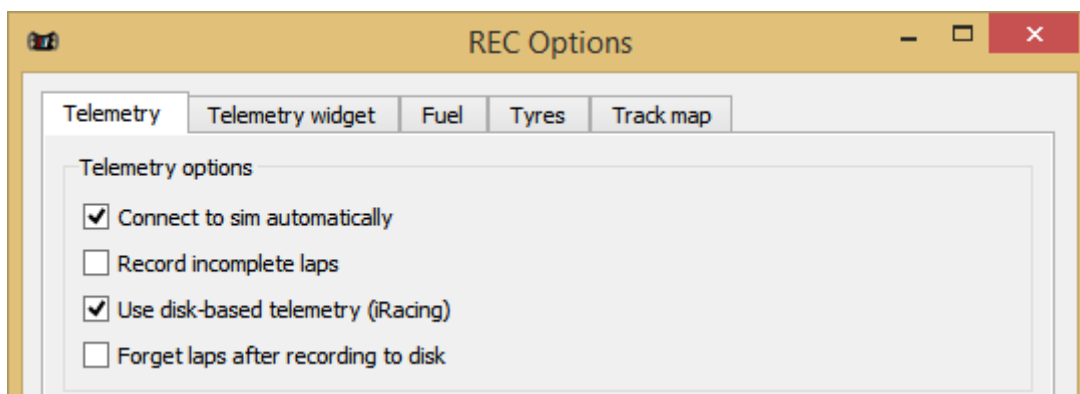 REC Options
Telemetry Telemetry widget Fuel Tyres Track map
Telemetry options
Connect to sim automatically
Record incomplete laps
Use disk-based telemetry (iRacing)
Forget laps after recording to disk